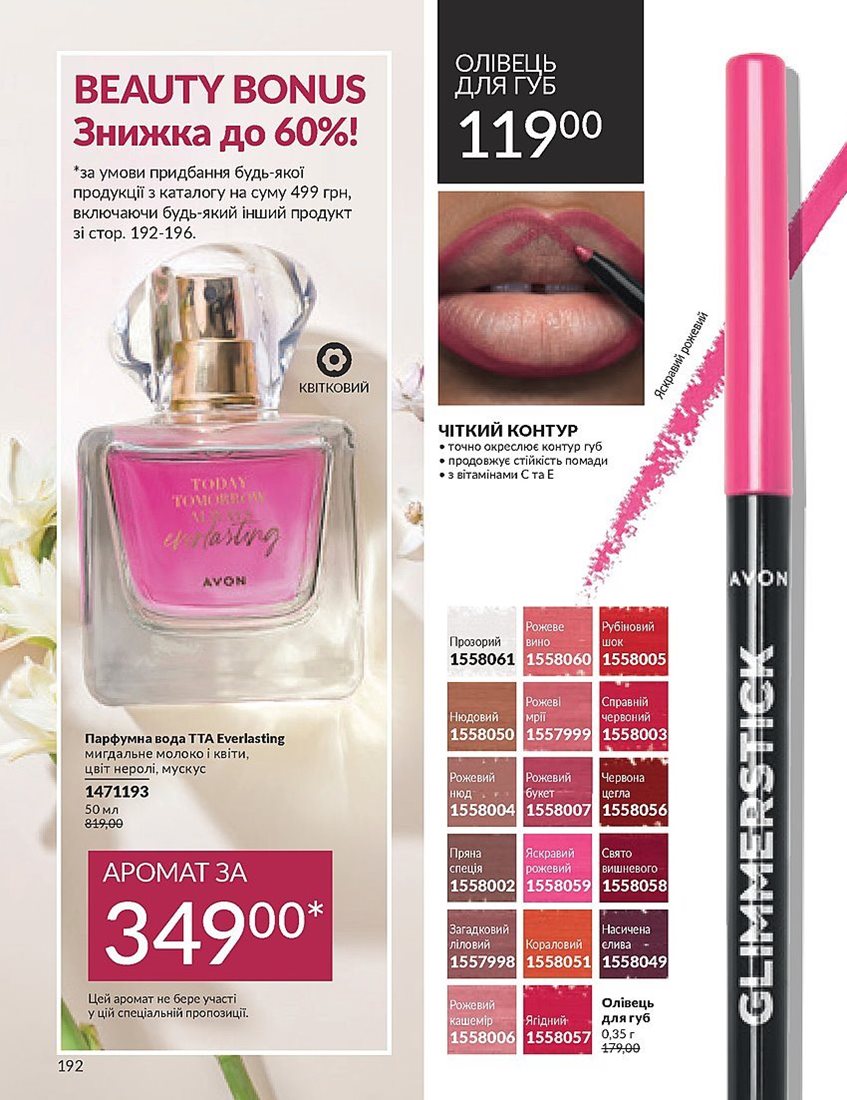 BEAUTY BONUS
Знижка до 60%!
*за умови придбання будь-якої
продукції з каталогу на суму 499 грн,
включаючи будь-який інший продукт
зі стор. 192-196.
КВІТКОВИЙ
TODAY
TOMORROW
ALWAYS
everlasting
AVON
Парфумна вода TTA Everlasting
мигдальне молоко і квіти,
цвіт неролі, мускус
1471193
50 мл
819,00
АРОМАТ ЗА
34900*
Цей аромат не бере участі
у цій спеціальній пропозиції.
192
ОЛІВЕЦЬ
ДЛЯ ГУБ
11900
Яскравий рожевий
ЧІТКИЙ КОНТУР
• точно окреслює контур губ
• продовжує стійкість помади
• з вітамінами С та Е
Прозорий
1558061
Рожеве
вино
1558060
Рубіновий
шок
1558005
Нюдовий
1558050
Рожеві
мрії
1557999
Справній
червоний
1558003
Рожевий
нюд
1558004
Рожевий
букет
1558007
Червона
цегла
1558056
Пряна
спеція
1558002
Яскравий
рожевий
1558059
Свято
вишневого
1558058
Загадковий
ліловий
1557998
Кораловий
1558051
Насичена
слива
1558049
Рожевий
кашемір
1558006
Ягідний
1558057
Олівець
для губ
0,35 г
179,00
AVON
GLIMMERSTICK